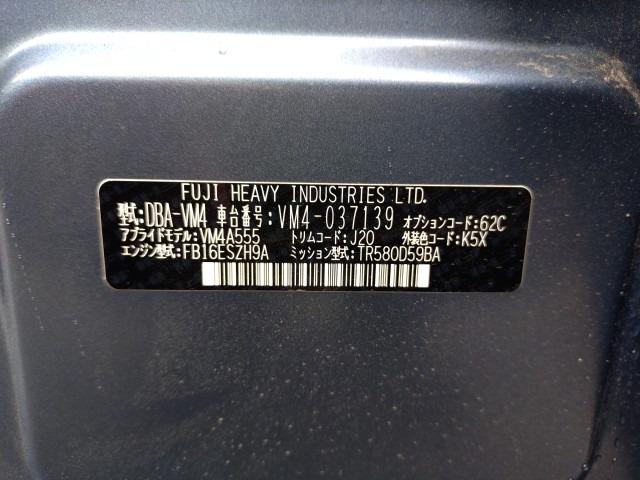 FUJI HEAVY INDUSTRIES LTD.
型式:DBA-VM4 車台番号:VM4-037139 オプションコード:62C
アプライドモデル:VM4A555 トリムコード:J20 外装色コード:K5X
エンジン型式:FB16ESZH9A ミッション型式:TR580D59BA